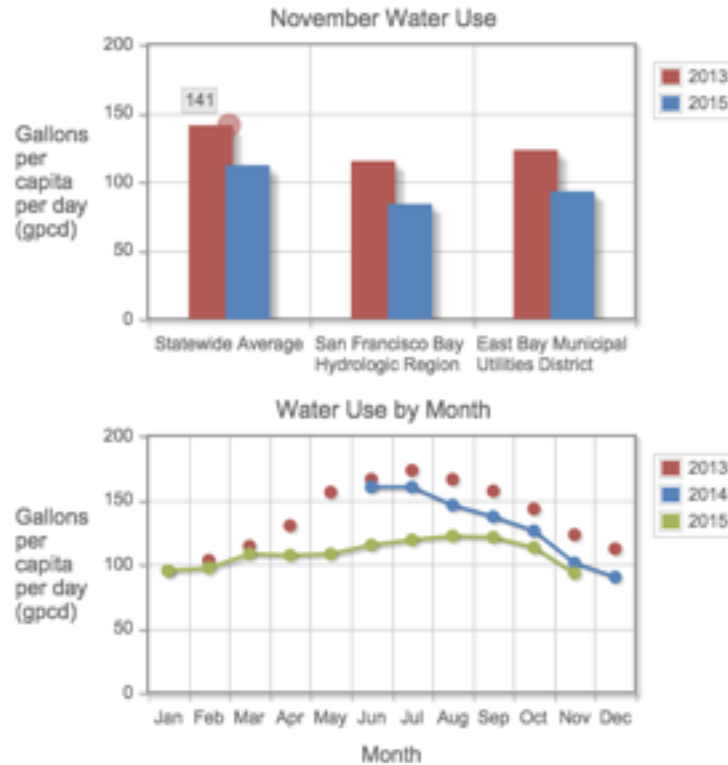 November Water Use
200
150
100
50
0
Gallons
per
capita
per day
(gpcd)
141
2013
2015
Statewide Average
San Francisco Bay
Hydrologic Region
East Bay Municipal
Utilities District
Water Use by Month
200
150
100
50
0
Gallons
per
capita
per day
(gpcd)
2013
2014
2015
Jan Feb Mar Apr May Jun Jul Aug Sep Oct Nov Dec
Month